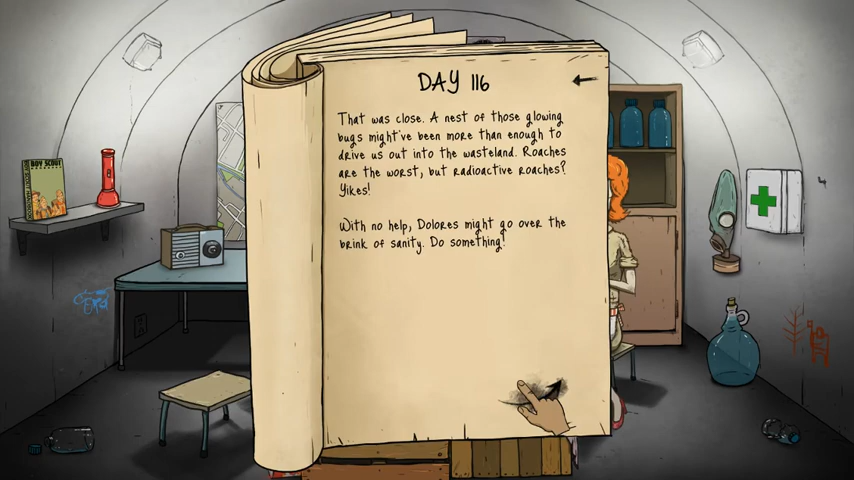 DAY 116
That was close. A nest of those glowing
bugs might've been more than enough to
drive us out into the wasteland. Roaches
are the worst, but radioactive roaches?
Yikes!
With no help, Dolores might go over the
brink of sanity. Do something!
BOY SCOUT